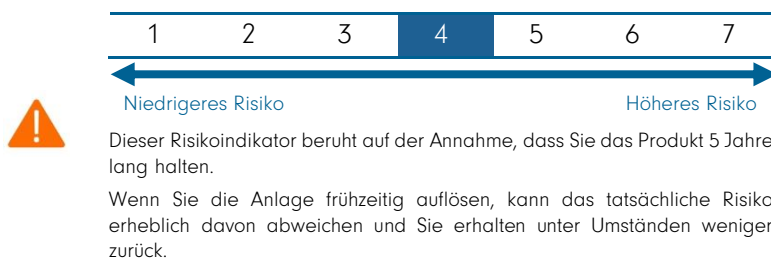 1 2 3 4 5 6 7
Niedrigeres Risiko Höheres Risiko
Dieser Risikoindikator beruht auf der Annahme, dass Sie das Produkt 5 Jahre
lang halten.
Wenn Sie die Anlage frühzeitig auflösen, kann das tatsächliche Risiko
erheblich davon abweichen und Sie erhalten unter Umständen weniger
zurück.